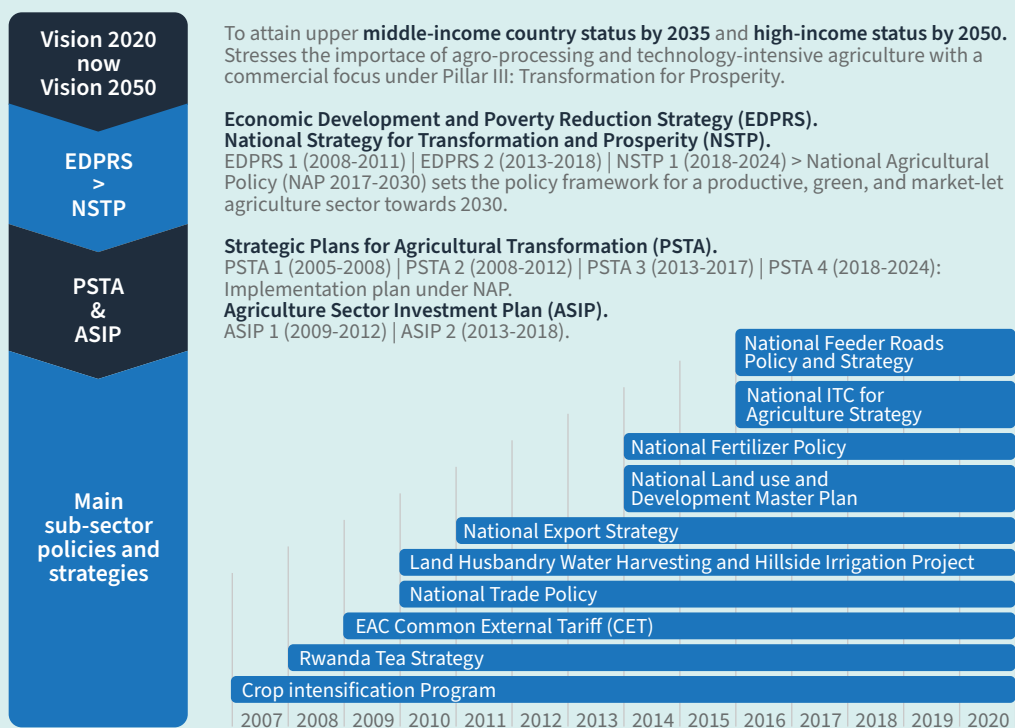 Vision 2020
now
Vision 2050
To attain upper middle-income country status by 2035 and high-income status by 2050.
Stresses the importace of agro-processing and technology-intensive agriculture with a
commercial focus under Pillar III: Transformation for Prosperity.
EDPRS
>
NSTP
Economic Development and Poverty Reduction Strategy (EDPRS).
National Strategy for Transformation and Prosperity (NSTP).
EDPRS 1 (2008-2011) | EDPRS 2 (2013-2018) | NSTP 1 (2018-2024) > National Agricultural
Policy (NAP 2017-2030) sets the policy framework for a productive, green, and market-let
agriculture sector towards 2030.
PSTA
&
ASIP
Strategic Plans for Agricultural Transformation (PSTA).
PSTA 1 (2005-2008) | PSTA 2 (2008-2012) | PSTA 3 (2013-2017) | PSTA 4 (2018-2024):
Implementation plan under NAP.
Agriculture Sector Investment Plan (ASIP).
ASIP 1 (2009-2012) | ASIP 2 (2013-2018).
Main
sub-sector
policies and
strategies
National Feeder Roads
Policy and Strategy
National ITC for
Agriculture Strategy
National Fertilizer Policy
National Land use and
Development Master Plan
National Export Strategy
Land Husbandry Water Harvesting and Hillside Irrigation Project
National Trade Policy
EAC Common External Tariff (CET)
Rwanda Tea Strategy
Crop intensification Program
2007 2008 2009 2010 2011 2012 2013 2014 2015 2016 2017 2018 2019 2020